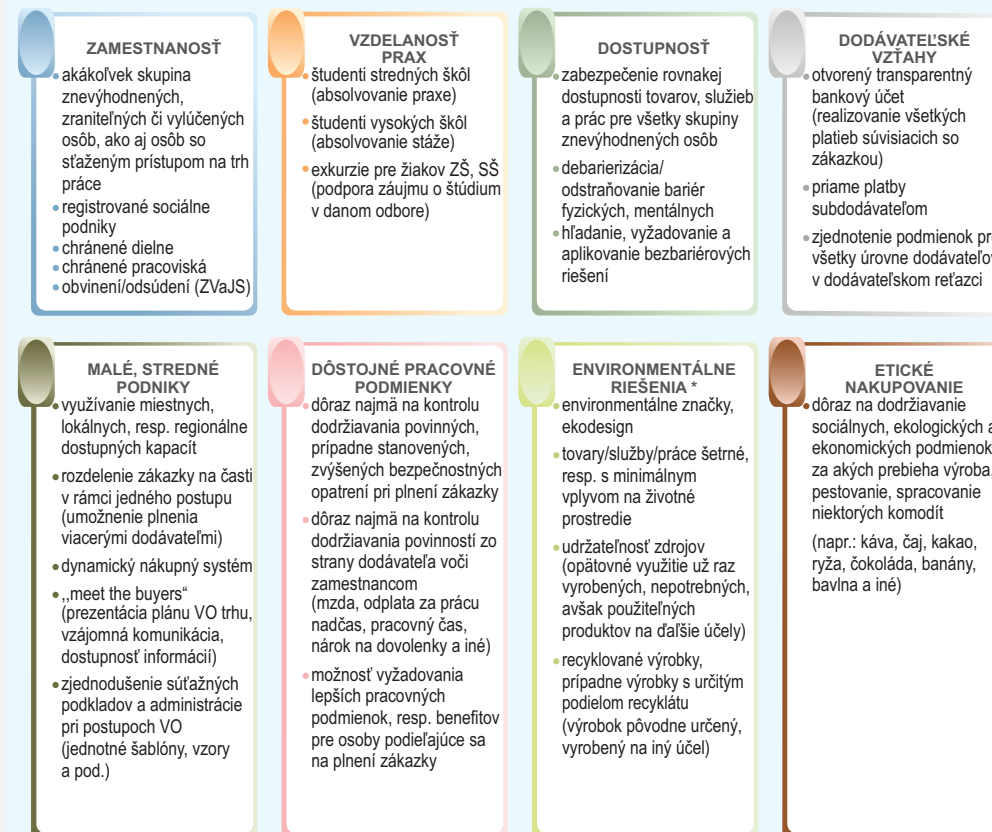 ZAMESTNANOSŤ
akákoľvek skupina
znevýhodnených,
zraniteľných či vylúčených
osôb, ako aj osôb so
sťaženým prístupom na trh
práce
registrované sociálne
podniky
chránené dielne
chránené pracoviská
obvinení/odsúdení (ZVaJS)
VZDELANOSŤ
PRAX
študenti stredných škôl
(absolvovanie praxe)
študenti vysokých škôl
(absolvovanie stáže)
exkurzie pre žiakov ZŠ, SŠ
(podpora záujmu o štúdium
v danom odbore)
DOSTUPNOSŤ
zabezpečenie rovnakej
dostupnosti tovarov, služieb
a prác pre všetky skupiny
znevýhodnených osôb
debarierizácia/
odstraňovanie bariér
fyzických, mentálnych
hľadanie, vyžadovanie a
aplikovanie bezbariérových
riešení
DODÁVATEĽSKÉ
VZŤAHY
otvorený transparentný
bankový účet
(realizovanie všetkých
platieb súvisiacich so
zákazkou)
priame platby
subdodávateľom
zjednotenie podmienok
všetky úrovne
v dodávateľskom reťazci
MALÉ, STREDNÉ
PODNIKY
využívanie miestnych,
lokálnych, resp. regionálne
dostupných kapacít
rozdelenie zákazky na časti
v rámci jedného postupu
(umožnenie plnenia
viacerými dodávateľmi)
dynamický nákupný systém
,,meet the buyers“
(prezentácia plánu VO trhu,
vzájomná komunikácia,
dostupnosť informácií)
zjednodušenie súťažných
podkladov a administrácie
pri postupoch VO
(jednotné šablóny, vzory
a pod.)
DÔSTOJNÉ PRACOVNÉ
PODMIENKY
dôraz najmä na kontrolu
dodržiavania povinných,
prípadne stanovených,
zvýšených bezpečnostných
opatrení pri plnení zákazky
dôraz najmä na kontrolu
dodržiavania povinností zo
strany dodávateľa voči
zamestnancom
(mzda, odplata za prácu
nadčas, pracovný čas,
nárok na dovolenky a iné)
možnosť vyžadovania
lepších pracovných
podmienok, resp. benefitov
pre osoby podieľajúce sa
na plnení zákazky
ENVIRONMENTÁLNE
RIEŠENIA *
environmentálne značky,
ekodesign
tovary/služby/práce šetrné,
resp. s minimálnym
vplyvom na životné
prostredie
udržateľnosť zdrojov
(opätovné využitie už raz
vyrobených, nepotrebných,
avšak použiteľných
produktov na ďaľšie účely)
recyklované výrobky,
prípadne výrobky s určitým
podielom recyklátu
(výrobok pôvodne určený,
vyrobený na iný účel)
ETICKÉ
NAKUPOVANIE
dôraz na dodržiavanie
sociálnych, ekologických a
ekonomických podmienok
za akých prebieha výroba,
pestovanie, spracovanie
niektorých komodít
(napr.: káva, čaj, kakao,
ryža, čokoláda, banány,
bavlna a iné)